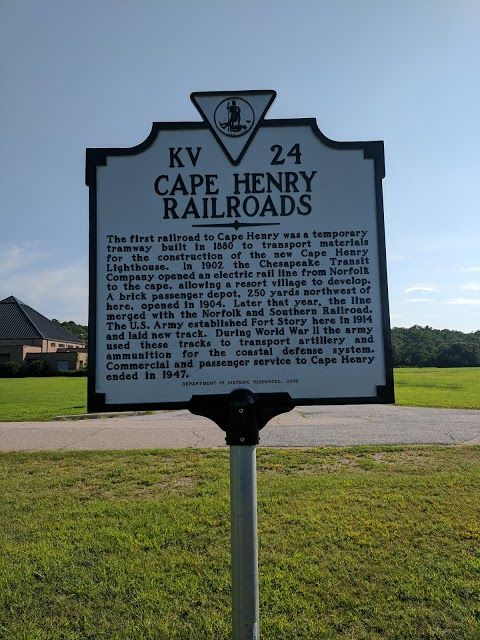 KV 24
CAPE HENRY
RAILROADS
The first railroad to Cape Henry was a temporary
tramway built in 1880 to transport materials
for the construction of the new Cape Henry
Lighthouse. In 1902 the Chesapeake Transit
Company opened an electric rail line from Norfolk
to the cape, allowing a resort village to develop.
A brick passenger depot, 250 yards northwest of
here, opened in 1904. Later that year, the line
merged with the Norfolk and Southern Railroad.
The U.S. Army established Fort Story here in 1914
and laid new track. During World War II the army
used these tracks to transport artillery and
ammunition for the coastal defense system.
Commercial and passenger service to Cape Henry
ended in 1947.
DEPARTMENT OF HISTORIC RESOURCES,